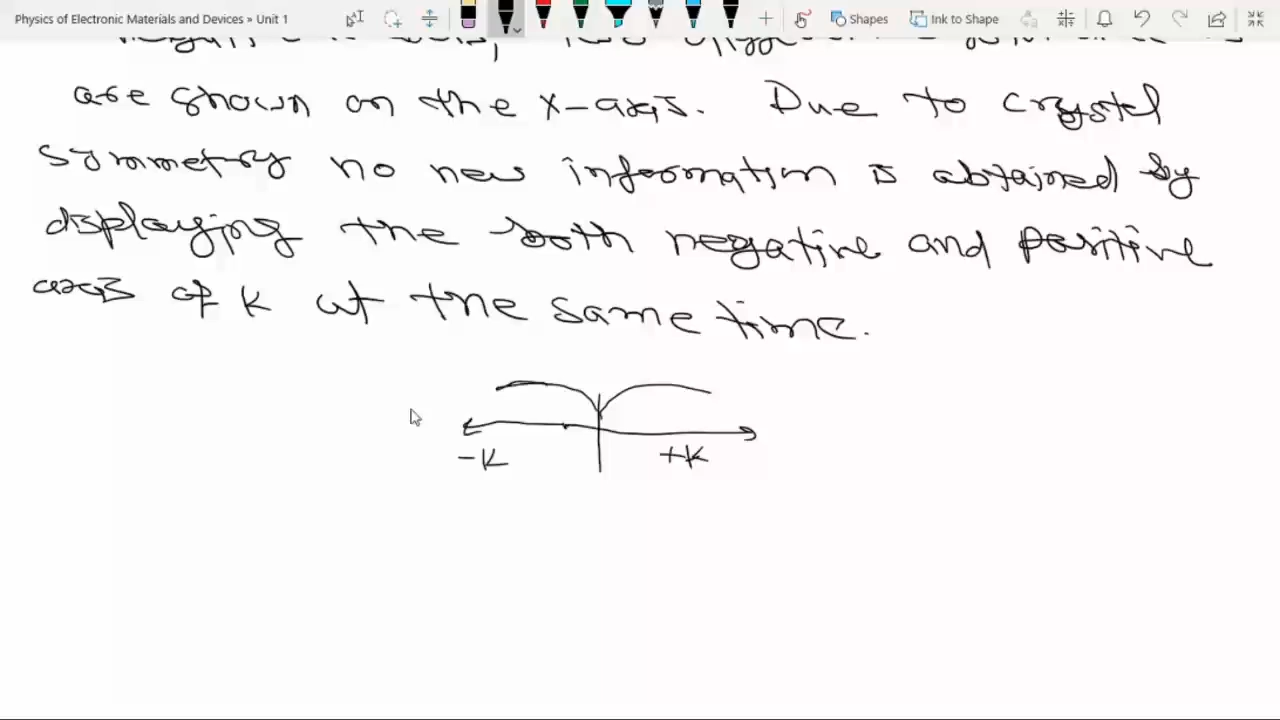 Physics of Electronic Materials and Devices » Unit 1
Shapes
Ink to Shape
are shown on the x-axis. Due to crystal
symmetry no new information is obtained by
displaying the both negative and positive
axis of k at the same time.
-K +K